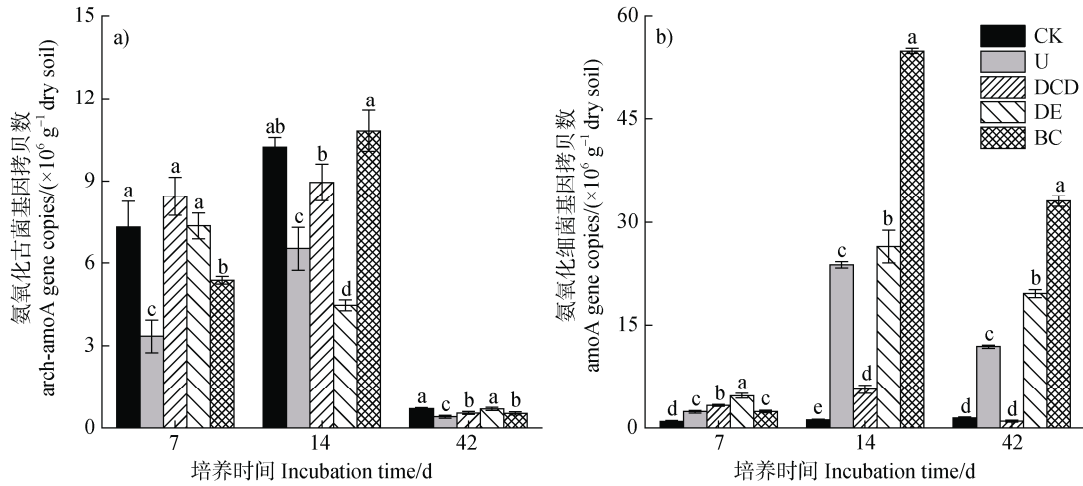 氨氧化古菌基因拷贝数
arch-amoA gene copies/(×10⁶ g⁻¹ dry soil)
15
12
9
6
3
0
a)
a
c
a
a
b
ab
c
b
d
a
a
c
b
a
b
7
14
42
培养时间 Incubation time/d
氨氧化细菌基因拷贝数
amoA gene copies/(×10⁶ g⁻¹ dry soil)
60
45
30
15
0
b)
d
c
b
a
c
e
c
d
b
a
d
c
d
b
a
7
14
42
培养时间 Incubation time/d
CK
U
DCD
DE
BC